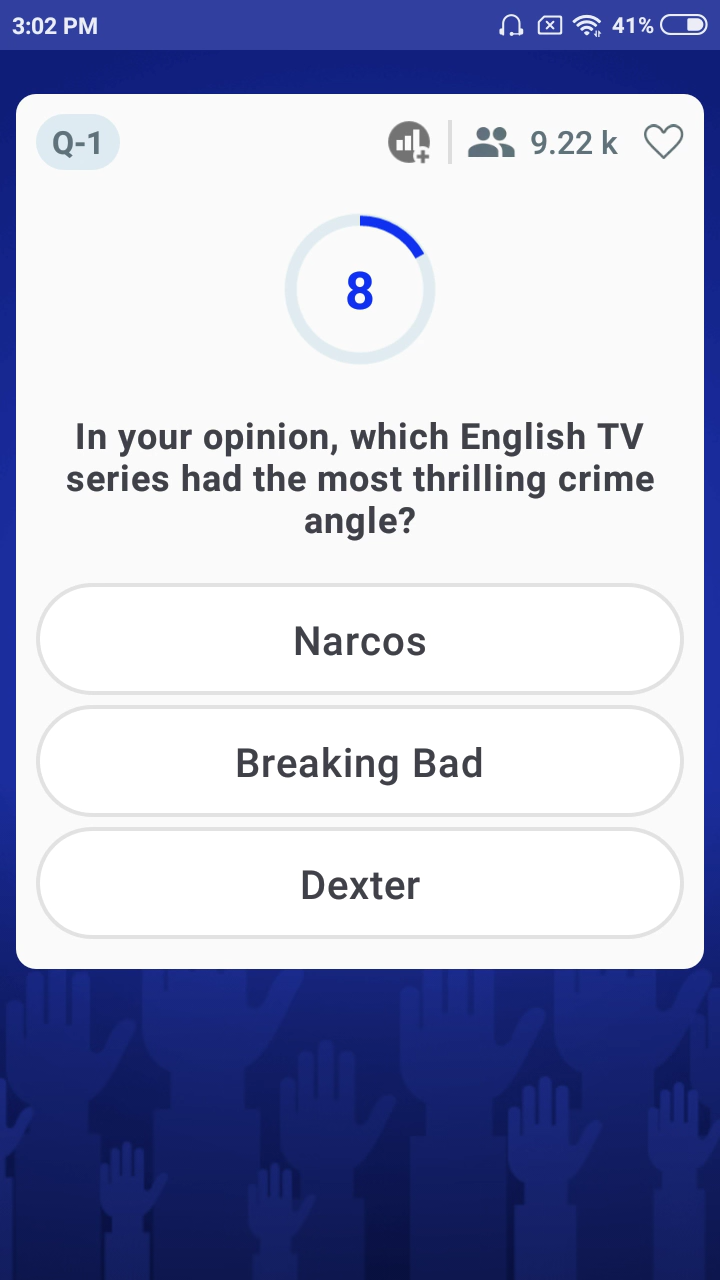 3:02 PM
41%
Q-1
9.22 k
8
In your opinion, which English TV
series had the most thrilling crime
angle?
Narcos
Breaking Bad
Dexter